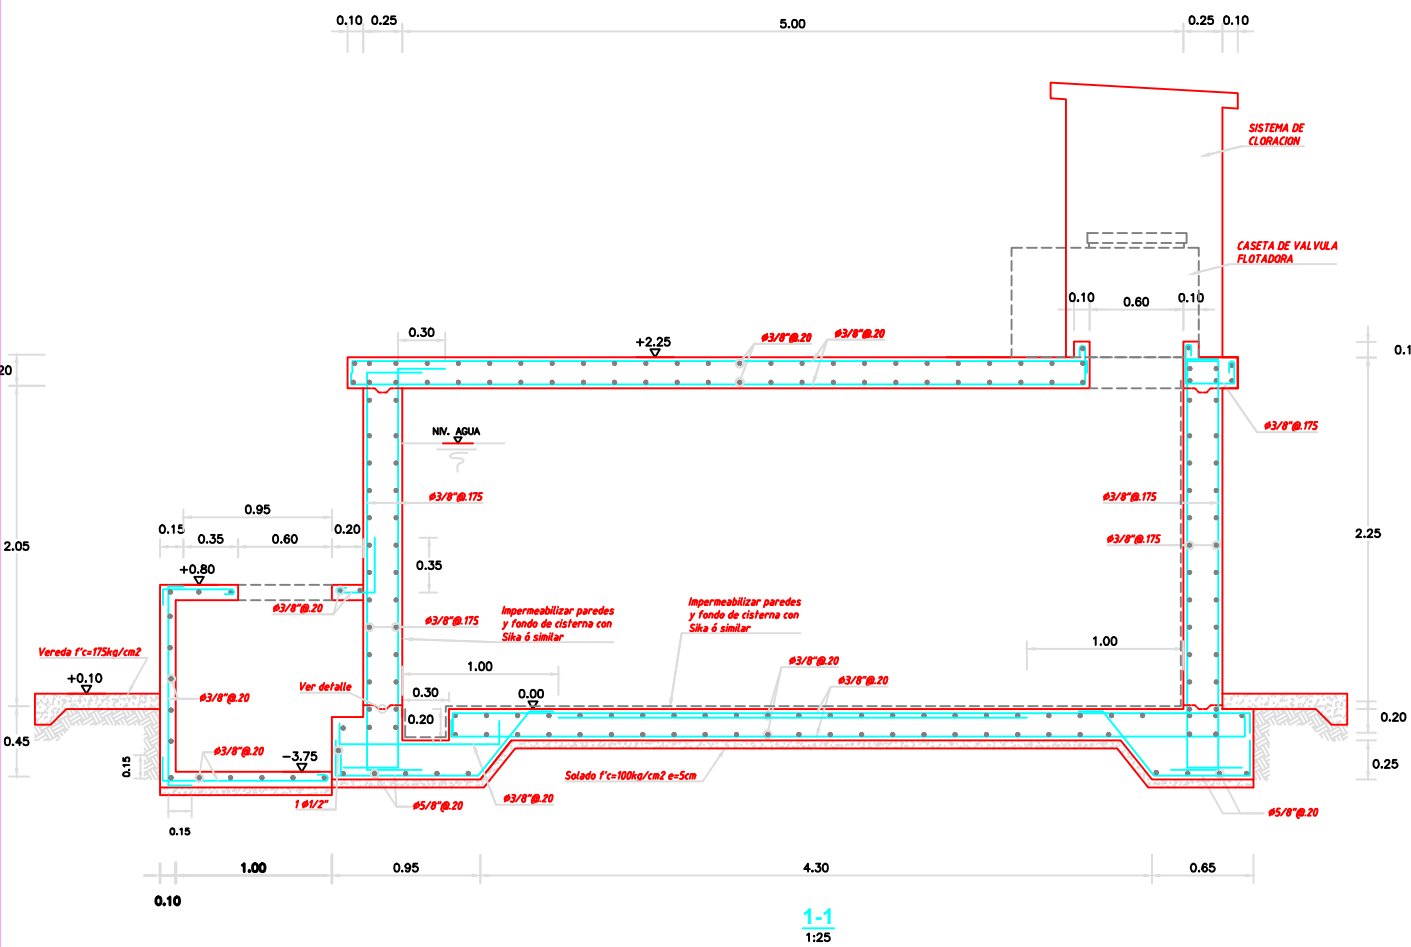 0.10
0.25
5.00
0.25
0.10
SISTEMA DE
CLORACION
CASETA DE VALVULA
FLOTADORA
0.10
0.60
0.10
0.30
+2.25
Ø3/8"@.20
Ø3/8"@.20
0.1
20
NIV. AGUA
Ø3/8"@.175
Ø3/8"@.175
Ø3/8"@.175
0.95
0.15
0.35
0.60
0.20
2.05
0.35
Ø3/8"@.175
2.25
+0.80
Ø3/8"@.20
Ø3/8"@.175
Impermeabilizar paredes
y fondo de cisterna con
Sika ó similar
Impermeabilizar paredes
y fondo de cisterna con
Sika ó similar
1.00
Vereda f'c=175kg/cm2
+0.10
Ø3/8"@.20
Ver detalle
1.00
0.30
0.00
Ø3/8"@.20
Ø3/8"@.20
0.20
0.20
0.45
0.15
Ø3/8"@.20
-3.75
Solado f'c=100kg/cm2 e=5cm
0.25
1 Ø1/2"
Ø5/8"@.20
Ø3/8"@.20
Ø5/8"@.20
0.15
1.00
0.95
4.30
0.65
0.10
1-1
1:25